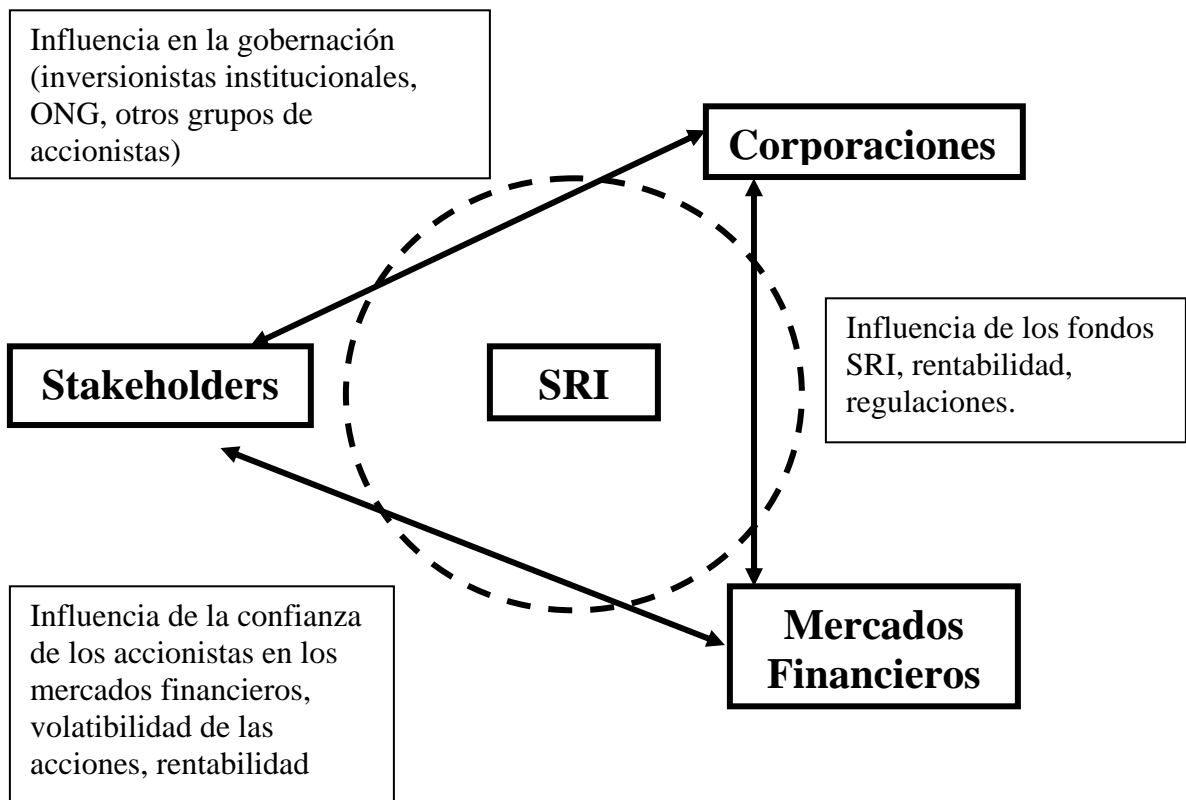 Influencia en la gobernación
(inversionistas institucionales,
ONG, otros grupos de
accionistas)
Corporaciones
Stakeholders
SRI
Influencia de los fondos
SRI, rentabilidad,
regulaciones.
Influencia de la confianza
de los accionistas en los
mercados financieros,
volatibilidad de las
acciones, rentabilidad
Mercados
Financieros